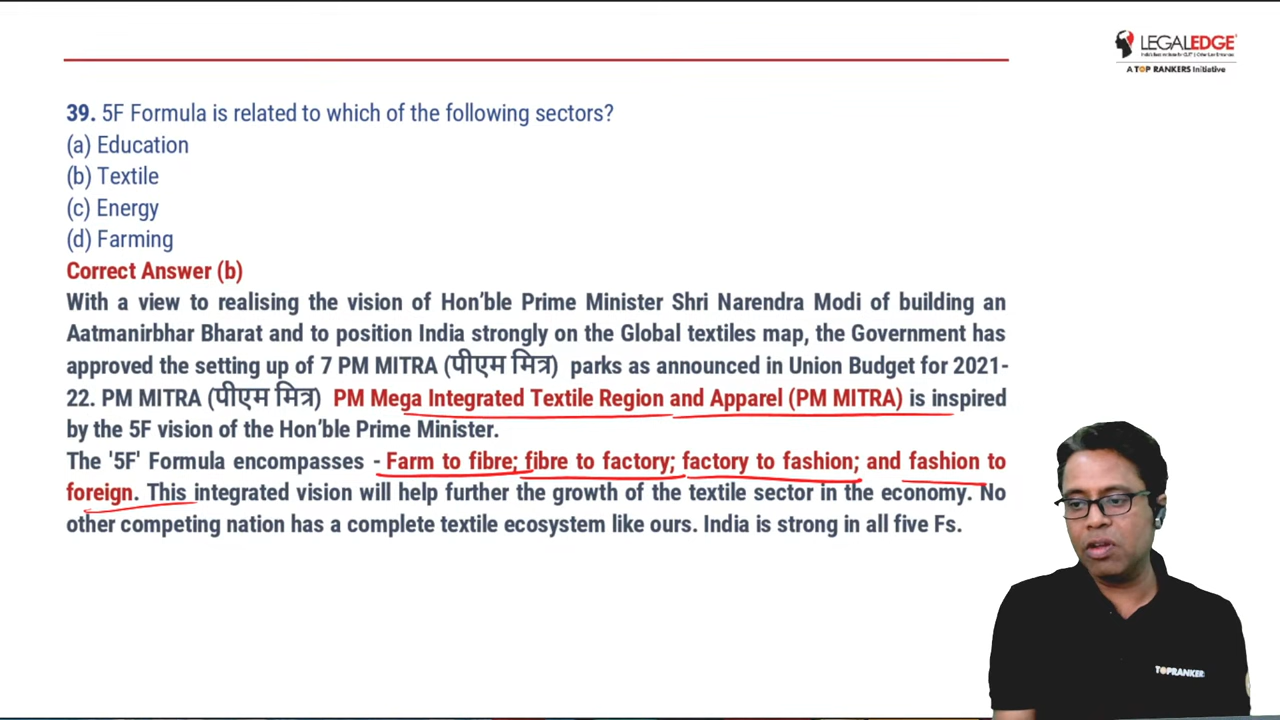 LEGALEDGE
A TOP RANKERS Initiative
39. 5F Formula is related to which of the following sectors?
(a) Education
(b) Textile
(c) Energy
(d) Farming
Correct Answer (b)
With a view to realising the vision of Hon'ble Prime Minister Shri Narendra Modi of building an
Aatmanirbhar Bharat and to position India strongly on the Global textiles map, the Government has
approved the setting up of 7 PM MITRA (पीएम मित्र) parks as announced in Union Budget for 2021-
22. PM MITRA (पीएम मित्र) PM Mega Integrated Textile Region and Apparel (PM MITRA) is inspired
by the 5F vision of the Hon'ble Prime Minister.
The '5F' Formula encompasses - Farm to fibre; fibre to factory; factory to fashion; and fashion to
foreign. This integrated vision will help further the growth of the textile sector in the economy. No
other competing nation has a complete textile ecosystem like ours. India is strong in all five Fs.
TOPRANKERS